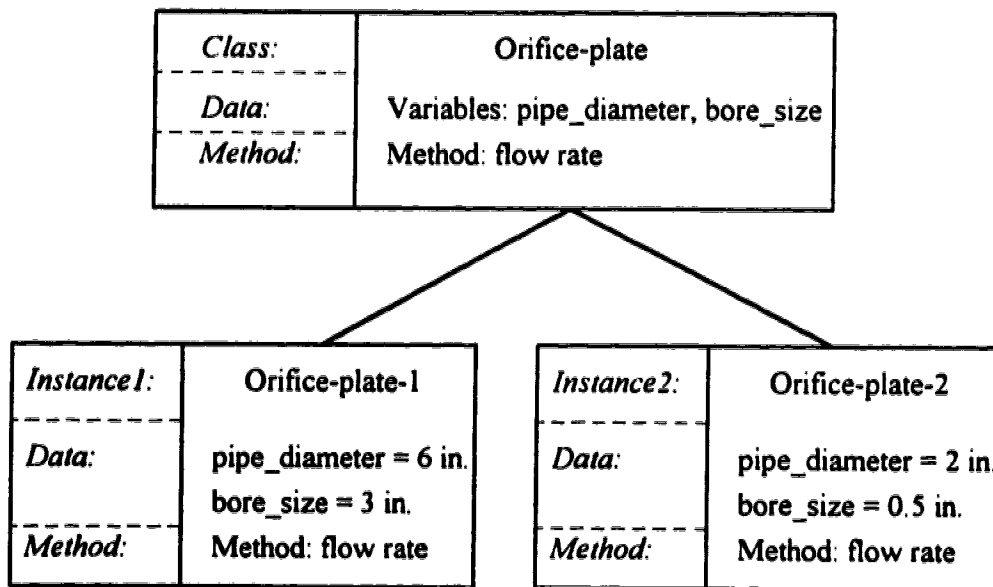 Class: Orifice-plate
Data: Variables: pipe_diameter, bore_size
Method: Method: flow rate
Instance1: Orifice-plate-1
Data: pipe_diameter = 6 in.
bore_size = 3 in.
Method: Method: flow rate
Instance2: Orifice-plate-2
Data: pipe_diameter = 2 in.
bore_size = 0.5 in.
Method: Method: flow rate